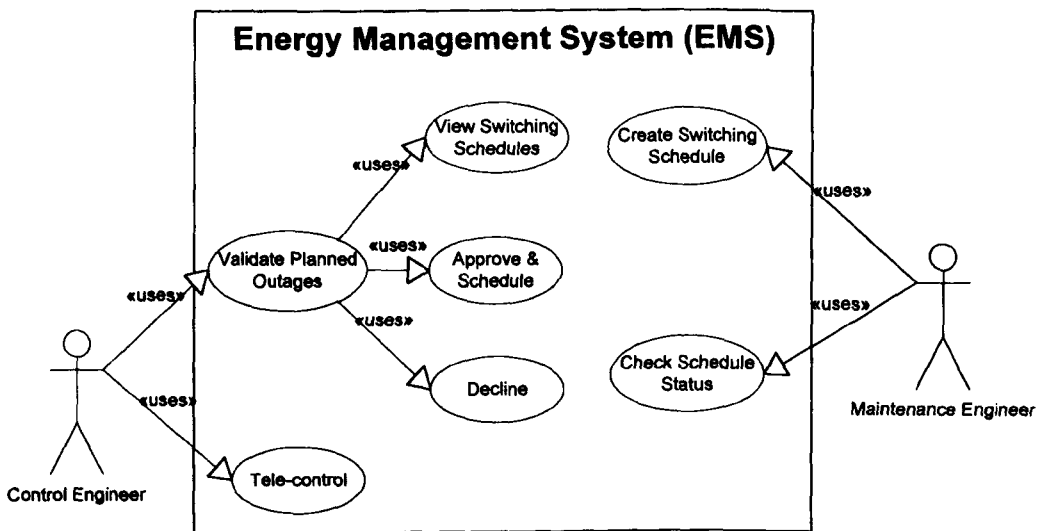 Energy Management System (EMS)
View Switching
Schedules
Create Switching
Schedule
«uses»
«uses»
Validate Planned
Outages
«uses»
Approve &
Schedule
«uses»
«uses»
«uses»
Check Schedule
Status
Decline
Maintenance Engineer
«uses»
Tele-control
Control Engineer